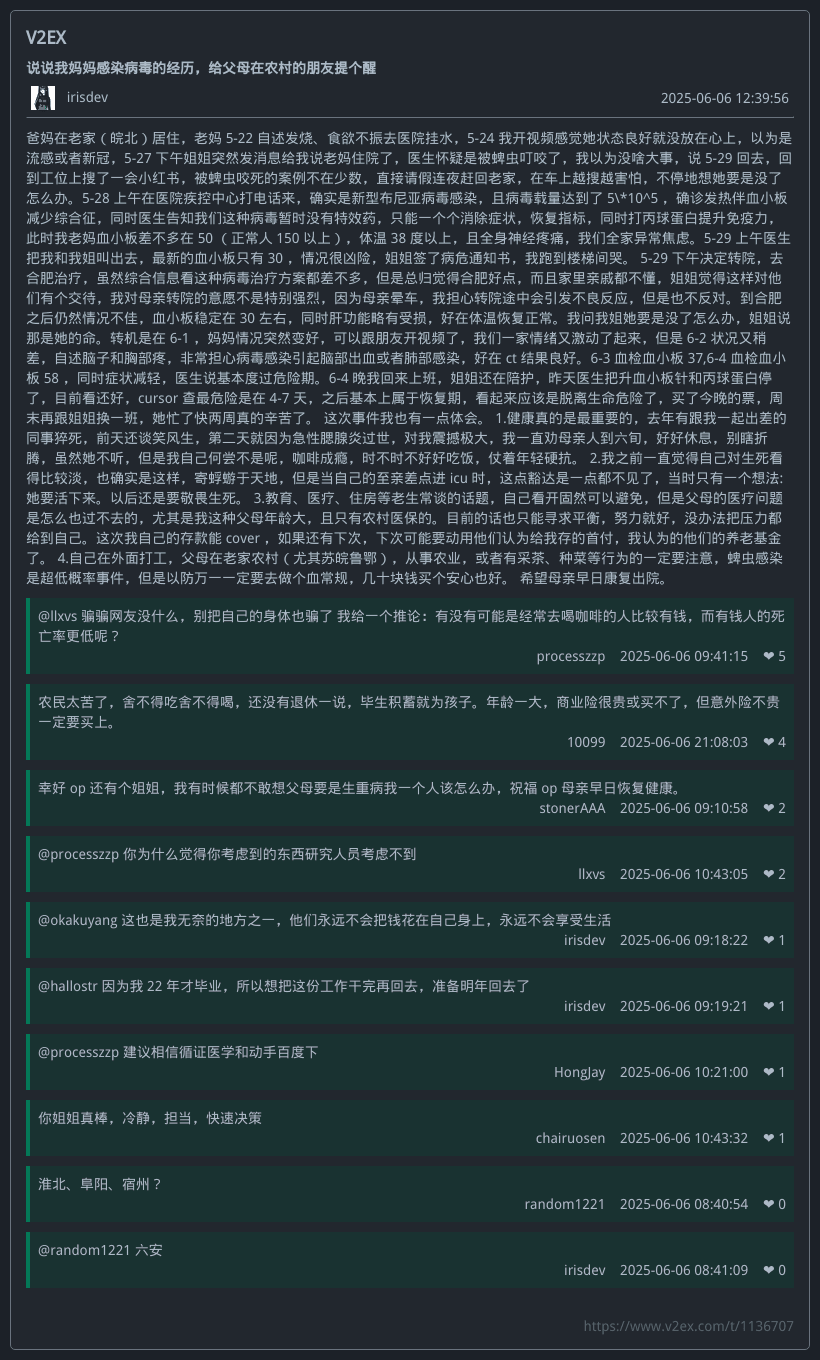 V2EX
说说我妈妈感染病毒的经历，给父母在农村的朋友提个醒
irisdev
2025-06-06 12:39:56
爸妈在老家（皖北）居住，老妈 5-22 自述发烧、食欲不振去医院挂水，5-24 我开视频感觉她状态良好就没放在心上，以为是
流感或者新冠，5-27 下午姐姐突然发消息给我说老妈住院了，医生怀疑是被蜱虫叮咬了，我以为没啥大事，说 5-29 回去，回
到工位上搜了一会小红书，被蜱虫咬死的案例不在少数，直接请假连夜赶回老家，在车上越搜越害怕，不停地想她要是没了
怎么办。5-28 上午在医院疾控中心打电话来，确实是新型布尼亚病毒感染，且病毒载量达到了 5\*10^5 ，确诊发热伴血小板
减少综合征，同时医生告知我们这种病毒暂时没有特效药，只能一个个消除症状，恢复指标，同时打丙球蛋白提升免疫力，
此时我老妈血小板差不多在 50 （正常人 150 以上），体温 38 度以上，且全身神经疼痛，我们全家异常焦虑。5-29 上午医生
把我和我姐叫出去，最新的血小板只有 30 ，情况很凶险，姐姐签了病危通知书，我跑到楼梯间哭。 5-29 下午决定转院，去
合肥治疗，虽然综合信息看这种病毒治疗方案都差不多，但是总归觉得合肥好点，而且家里亲戚都不懂，姐姐觉得这样对他
们有个交待，我对母亲转院的意愿不是特别强烈，因为母亲晕车，我担心转院途中会引发不良反应，但是也不反对。到合肥
之后仍然情况不佳，血小板稳定在 30 左右，同时肝功能略有受损，好在体温恢复正常。我问我姐她要是没了怎么办，姐姐说
那是她的命。转机是在 6-1 ，妈妈情况突然变好，可以跟朋友开视频了，我们一家情绪又激动了起来，但是 6-2 状况又稍
差，自述脑子和胸部疼，非常担心病毒感染引起脑部出血或者肺部感染，好在 ct 结果良好。6-3 血检血小板 37,6-4 血检血小
板 58 ，同时症状减轻，医生说基本度过危险期。6-4 晚我回来上班，姐姐还在陪护，昨天医生把升血小板针和丙球蛋白停
了，目前看还好，cursor 查最危险是在 4-7 天，之后基本上属于恢复期，看起来应该是脱离生命危险了，买了今晚的票，周
末再跟姐姐换一班，她忙了快两周真的辛苦了。 这次事件我也有一点体会。 1.健康真的是最重要的，去年有跟我一起出差的
同事猝死，前天还谈笑风生，第二天就因为急性腮腺炎过世，对我震撼极大，我一直劝母亲人到六旬，好好休息，别瞎折
腾，虽然她不听，但是我自己何尝不是呢，咖啡成瘾，时不时不好好吃饭，仗着年轻硬抗。 2.我之前一直觉得自己对生死看
得比较淡，也确实是这样，寄蜉蝣于天地，但是当自己的至亲差点进 icu 时，这点豁达是一点都不见了，当时只有一个想法:
她要活下来。以后还是要敬畏生死。 3.教育、医疗、住房等老生常谈的话题，自己看开固然可以避免，但是父母的医疗问题
是怎么也过不去的，尤其是我这种父母年龄大，且只有农村医保的。目前的话也只能寻求平衡，努力就好，没办法把压力都
给到自己。这次我自己的存款能 cover ，如果还有下次，下次可能要动用他们认为给我存的首付，我认为的他们的养老基金
了。 4.自己在外面打工，父母在老家农村（尤其苏皖鲁鄂），从事农业，或者有采茶、种菜等行为的一定要注意，蜱虫感染
是超低概率事件，但是以防万一一定要去做个血常规，几十块钱买个安心也好。 希望母亲早日康复出院。
@llxvs 骗骗网友没什么，别把自己的身体也骗了 我给一个推论：有没有可能是经常去喝咖啡的人比较有钱，而有钱人的死
亡率更低呢？
processzzp 2025-06-06 09:41:15 ❤ 5
农民太苦了，舍不得吃舍不得喝，还没有退休一说，毕生积蓄就为孩子。年龄一大，商业险很贵或买不了，但意外险不贵
一定要买上。
10099 2025-06-06 21:08:03 ❤ 4
幸好 op 还有个姐姐，我有时候都不敢想父母要是生重病我一个人该怎么办，祝福 op 母亲早日恢复健康。
stonerAAA 2025-06-06 09:10:58 ❤ 2
@processzzp 你为什么觉得你考虑到的东西研究人员考虑不到
llxvs 2025-06-06 10:43:05 ❤ 2
@okakuyang 这也是我无奈的地方之一，他们永远不会把钱花在自己身上，永远不会享受生活
irisdev 2025-06-06 09:18:22 ❤ 1
@hallostr 因为我 22 年才毕业，所以想把这份工作干完再回去，准备明年回去了
irisdev 2025-06-06 09:19:21 ❤ 1
@processzzp 建议相信循证医学和动手百度下
HongJay 2025-06-06 10:21:00 ❤ 1
你姐姐真棒，冷静，担当，快速决策
chairuosen 2025-06-06 10:43:32 ❤ 1
淮北、阜阳、宿州？
random1221 2025-06-06 08:40:54 ❤ 0
@random1221 六安
irisdev 2025-06-06 08:41:09 ❤ 0
https://www.v2ex.com/t/1136707